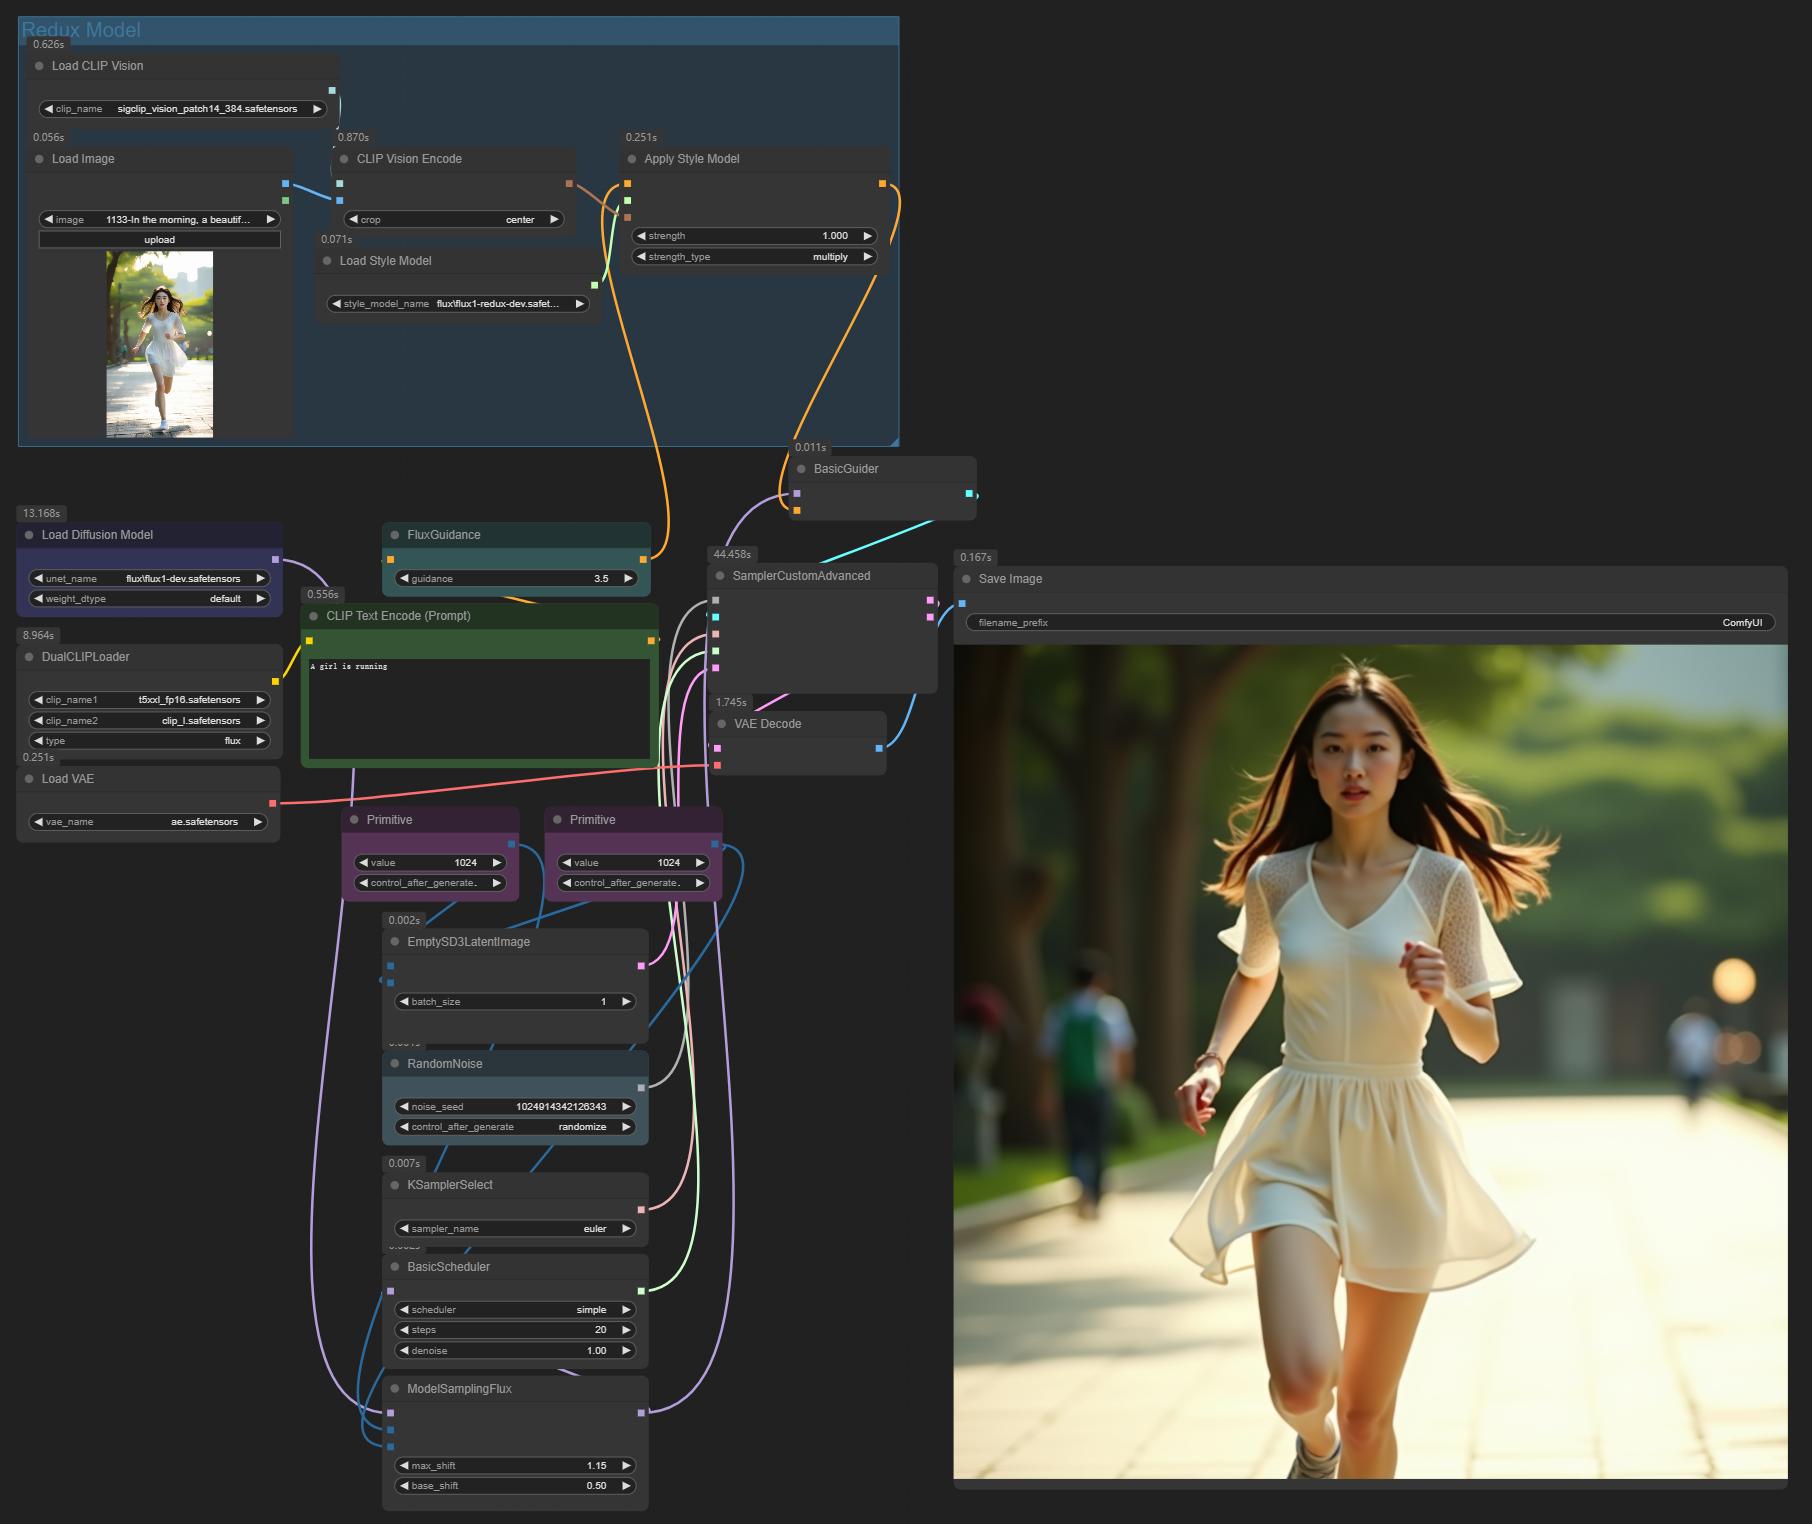 Redux Model
0.626s
Load CLIP Vision
clip_name sigclip_vision_patch14_384.safetensors
0.056s
Load Image
image 1133-In the morning, a beautif...
upload
0.870s
CLIP Vision Encode
crop center
0.071s
Load Style Model
style_model_name flux\flux1-redux-dev.safet...
0.251s
Apply Style Model
strength 1.000
strength_type multiply
0.011s
BasicGuider
13.168s
Load Diffusion Model
unet_name flux\flux1-dev.safetensors
weight_dtype default
FluxGuidance
guidance 3.5
0.556s
CLIP Text Encode (Prompt)
A girl is running
8.964s
DualCLIPLoader
clip_name1 t5xxl_fp16.safetensors
clip_name2 clip_l.safetensors
type flux
0.251s
Load VAE
vae_name ae.safetensors
44.458s
SamplerCustomAdvanced
1.745s
VAE Decode
0.167s
Save Image
filename_prefix ComfyUI
Primitive
value 1024
control_after_generate.
Primitive
value 1024
control_after_generate.
0.002s
EmptySD3LatentImage
batch_size 1
RandomNoise
noise_seed 1024914342126343
control_after_generate randomize
0.007s
KSamplerSelect
sampler_name euler
BasicScheduler
scheduler simple
steps 20
denoise 1.00
ModelSamplingFlux
max_shift 1.15
base_shift 0.50